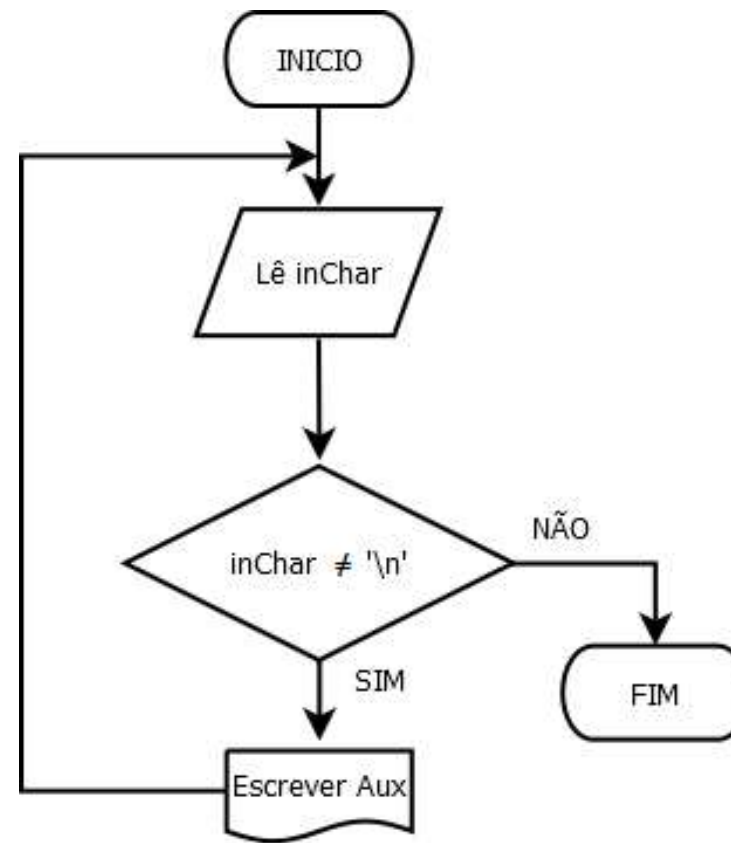 INICIO
Lê inChar
inChar ≠ '\n'
NÃO
SIM
FIM
Escrever Aux